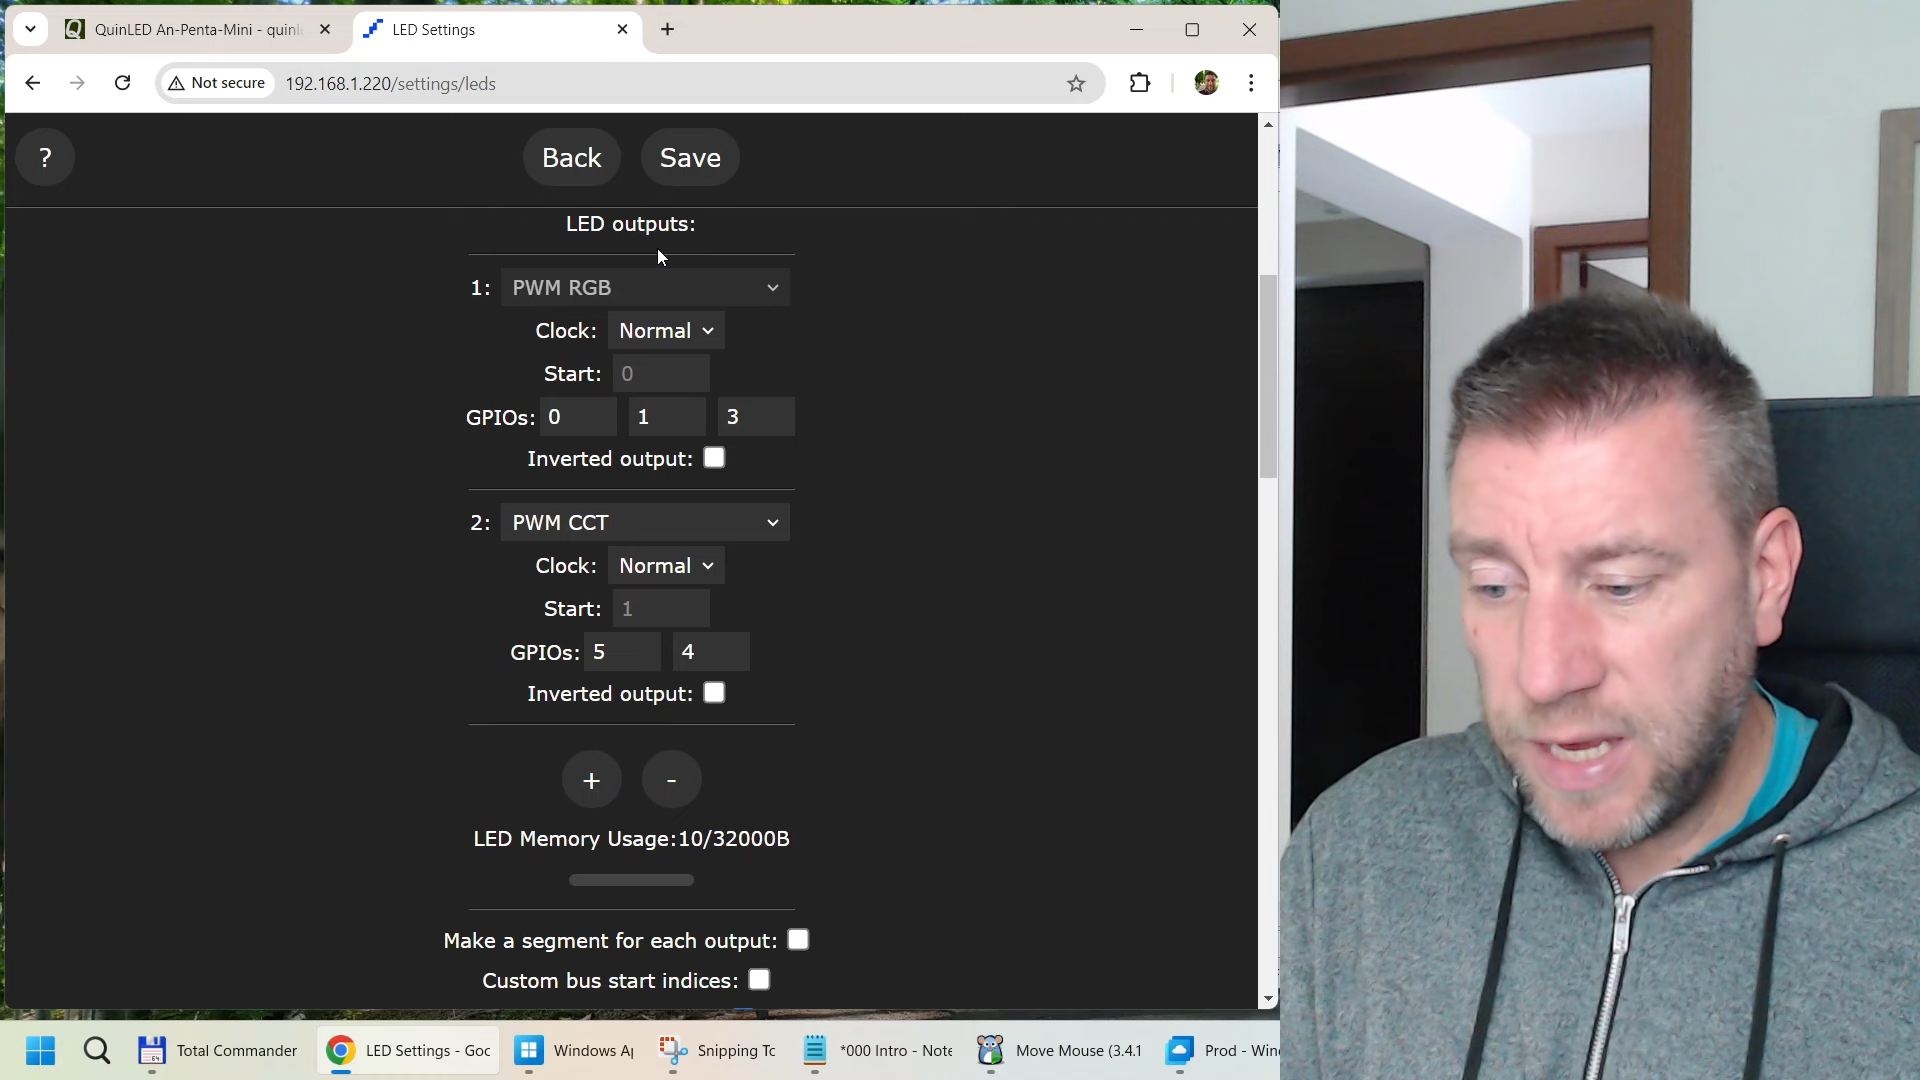 QuinLED An-Penta-Mini - quinl
LED Settings
Not secure
192.168.1.220/settings/leds
?
Back
Save
LED outputs:
1: PWM RGB
Clock: Normal
Start: 0
GPIOs: 0 1 3
Inverted output:
2: PWM CCT
Clock: Normal
Start: 1
GPIOs: 5 4
Inverted output:
+ -
LED Memory Usage:10/32000B
Make a segment for each output:
Custom bus start indices:
Total Commander
LED Settings - Goo
Windows Ap
Snipping To
*000 Intro - Note
Move Mouse (3.4.1
Prod - Wind